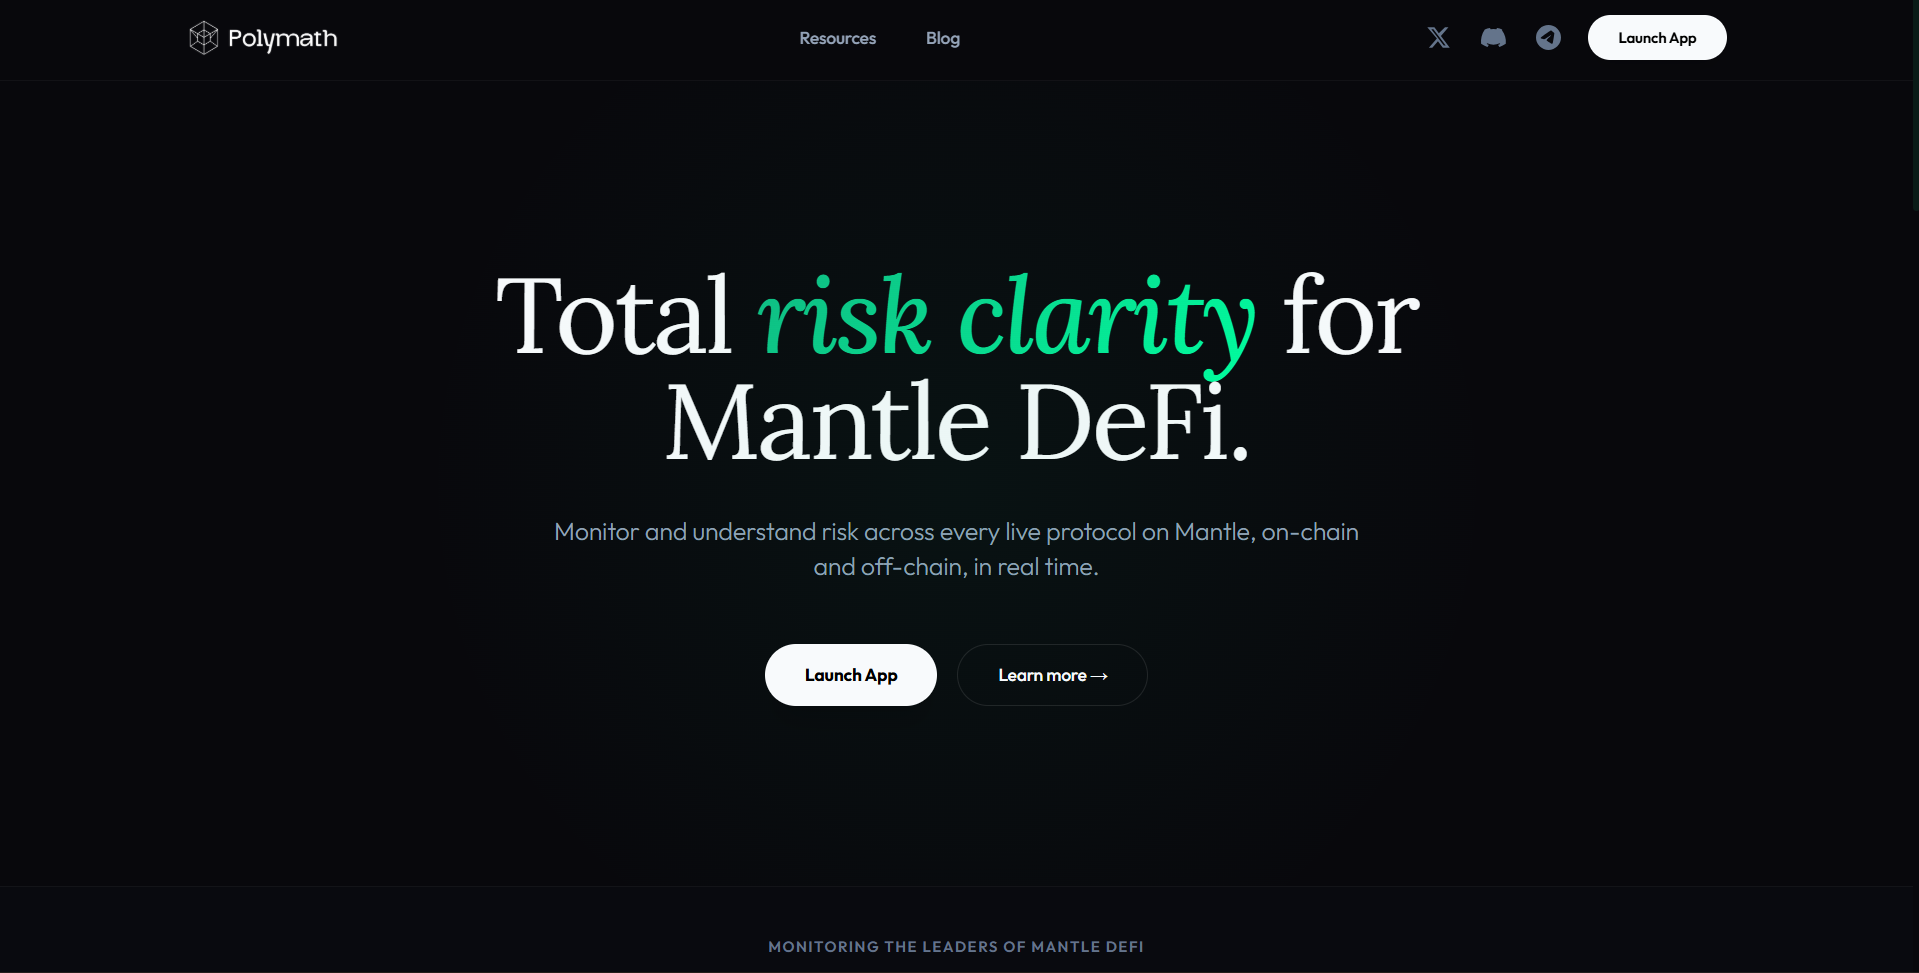 Polymath
Resources
Blog
Launch App
Total risk clarity for
Mantle DeFi.
Monitor and understand risk across every live protocol on Mantle, on-chain
and off-chain, in real time.
Launch App
Learn more →
MONITORING THE LEADERS OF MANTLE DEFI